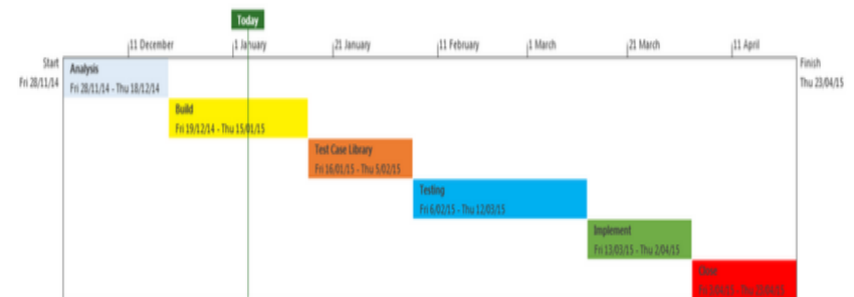 Today
11 December
1 January
21 January
11 February
1 March
21 March
11 April
Start
Fri 28/11/14
Finish
Thu 23/04/15
Analysis
Fri 28/11/14 - Thu 18/12/14
Build
Fri 19/12/14 - Thu 15/01/15
Test Case Library
Fri 16/01/15 - Thu 5/02/15
Testing
Fri 6/02/15 - Thu 12/03/15
Implement
Fri 13/03/15 - Thu 2/04/15
Close